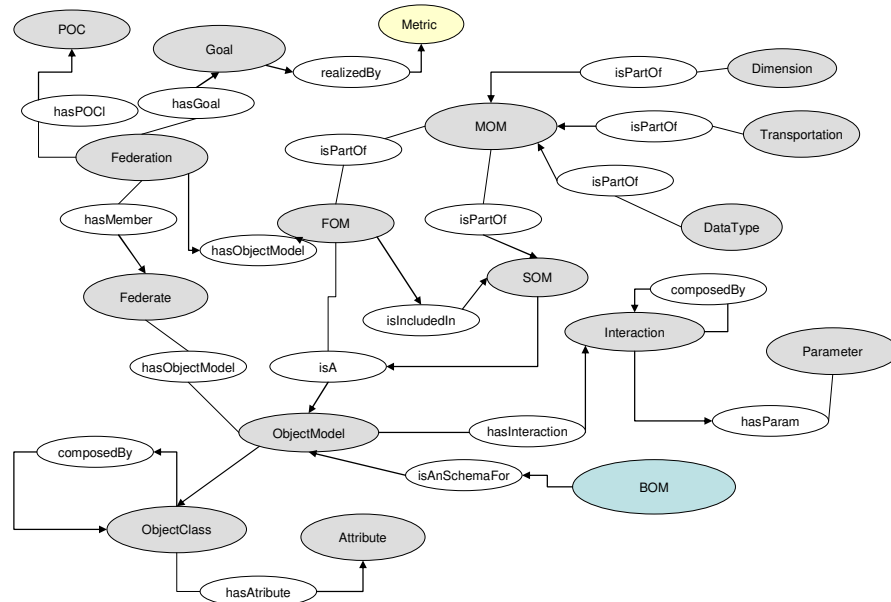 POC
Metric
Goal
realizedBy
isPartOf
Dimension
hasPOCI
hasGoal
MOM
isPartOf
Transportation
Federation
isPartOf
isPartOf
hasMember
FOM
isPartOf
DataType
hasObjectModel
SOM
Federate
composedBy
isIncludedIn
Interaction
Parameter
hasObjectModel
isA
hasParam
ObjectModel
hasInteraction
composedBy
isAnSchemaFor
BOM
ObjectClass
Attribute
hasAtribute